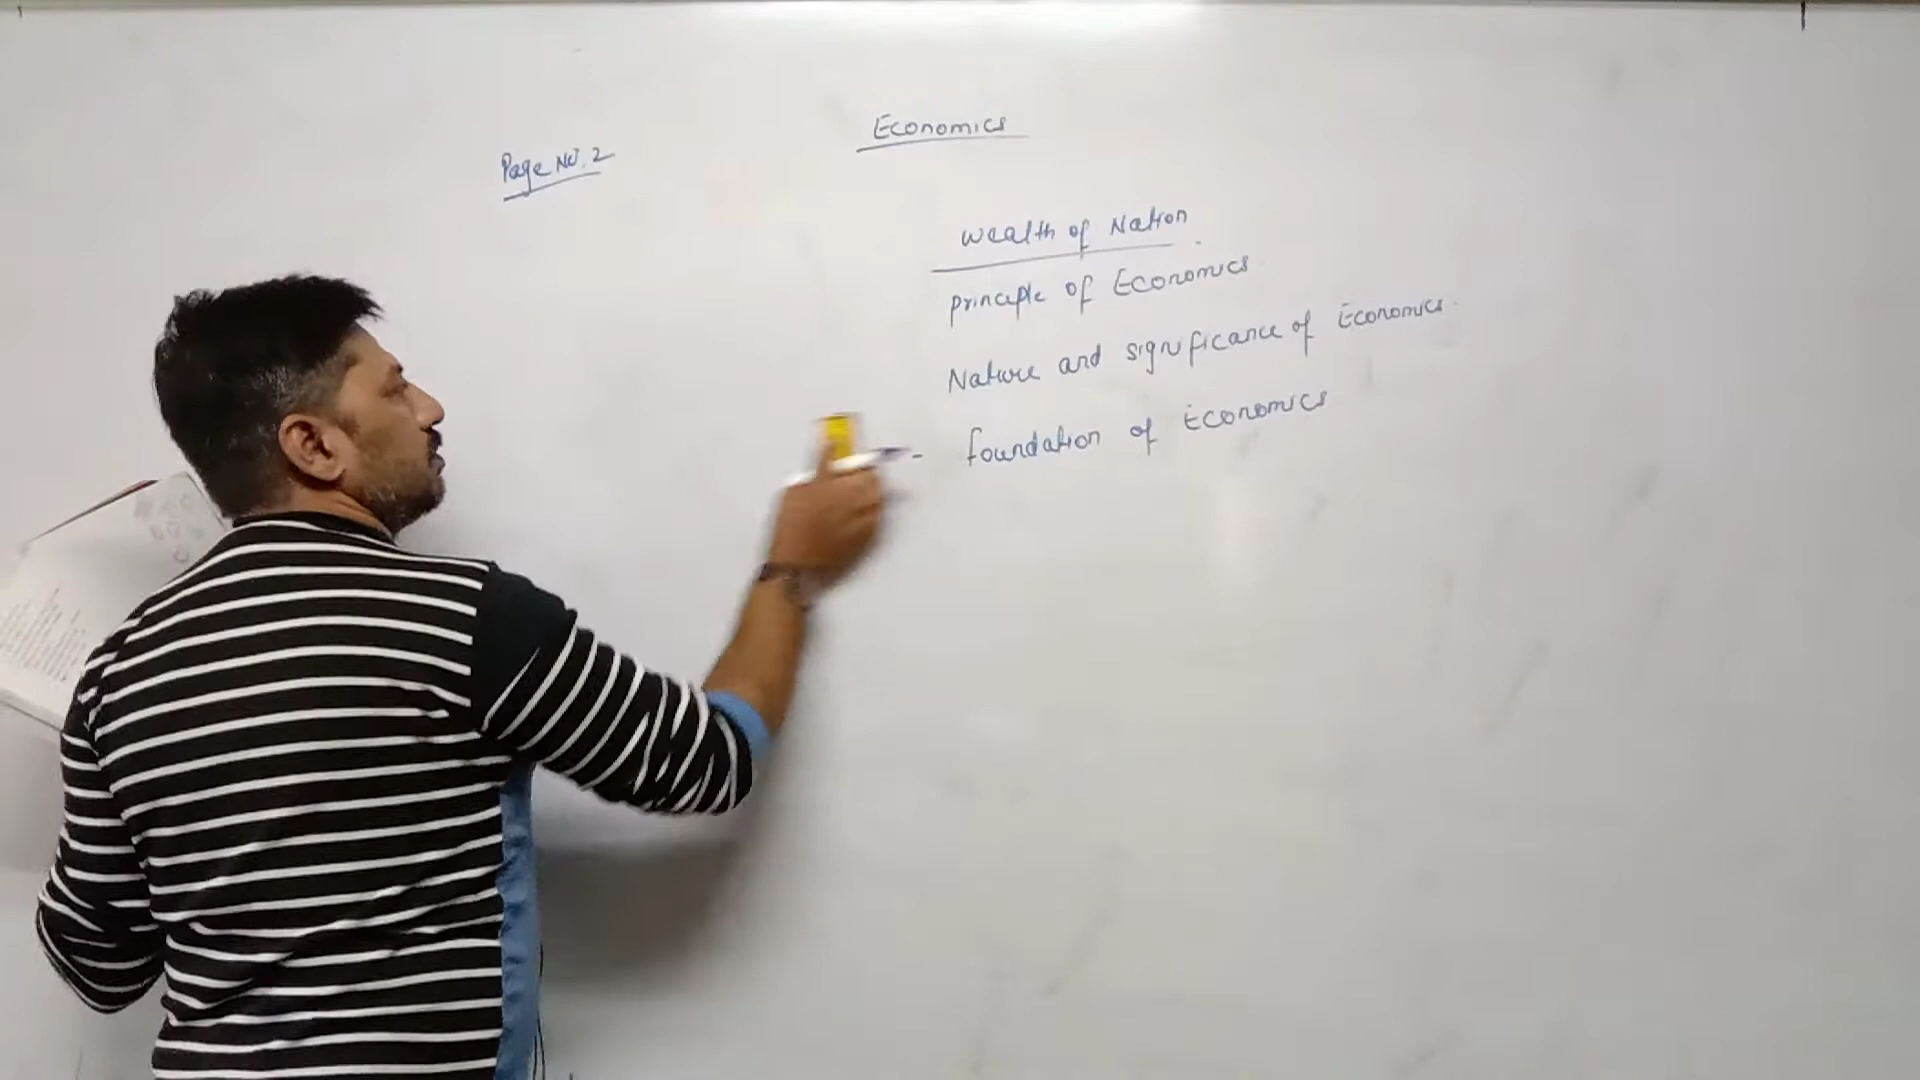 Economics
Page No. 2
Wealth of Nation
principle of Economics
Nature and significance of Economics.
- foundation of Economics